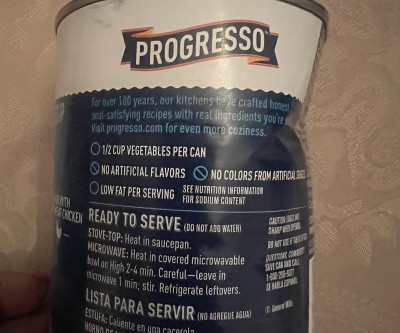 PROGRESSO
For over 100 years, our kitchens have crafted honest,
soul-satisfying recipes with real ingredients you're
Visit progresso.com for even more coziness.
1/2 CUP VEGETABLES PER CAN
NO ARTIFICIAL FLAVORS NO COLORS FROM ARTIFICIAL
LOW FAT PER SERVING SEE NUTRITION INFORMATION
FOR SODIUM CONTENT
WITH
CHICKEN
READY TO SERVE (DO NOT ADD WATER)
STOVE-TOP: Heat in saucepan.
MICROWAVE: Heat in covered microwavable
bowl on High 2-4 min. Careful—leave in
microwave 1 min; stir. Refrigerate leftovers.
CAUTION:
SHARP WHEN OPENED.
DO NOT USE IF
QUESTIONS, COMMENTS?
SAVE CAN AND CALL
1-800-200-
SE HABLA ESPAÑOL
© General Mills
LISTA PARA SERVIR (NO AGREGUE AGUA)
ESTUFA: Caliente en una cacerola.
HORNO DE